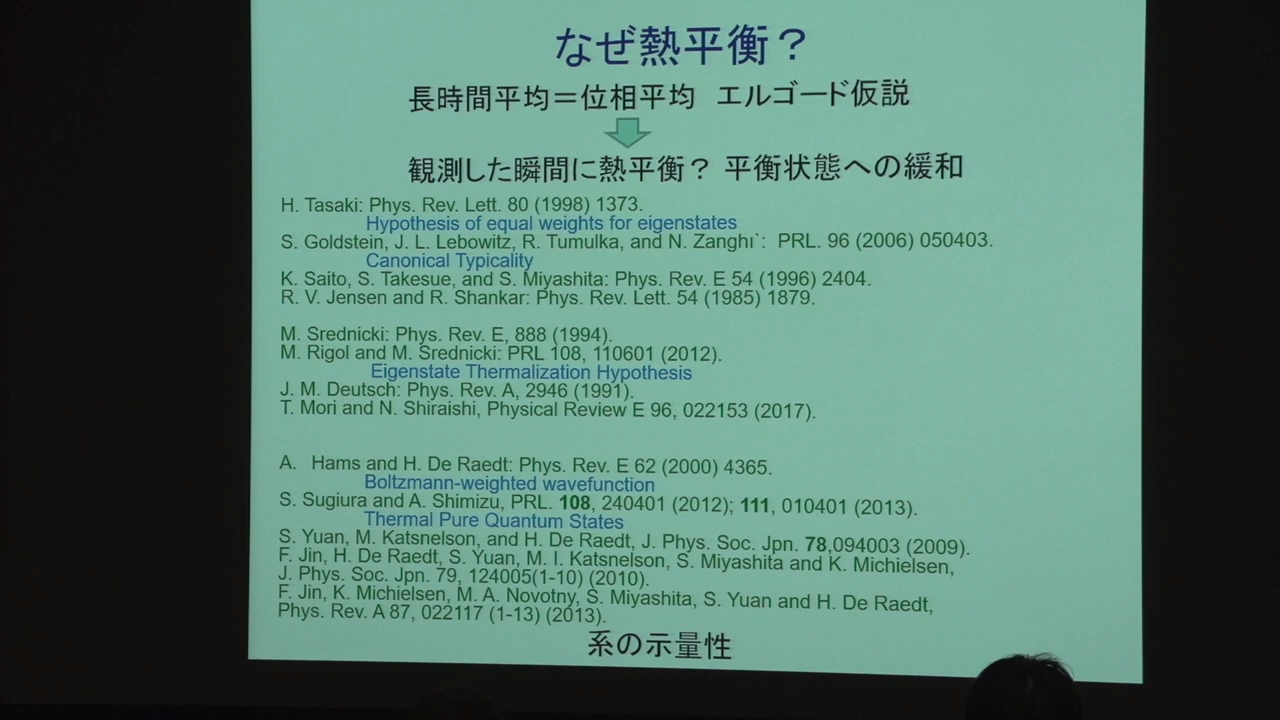 なぜ熱平衡？
長時間平均＝位相平均　エルゴード仮説
観測した瞬間に熱平衡？ 平衡状態への緩和
H. Tasaki: Phys. Rev. Lett. 80 (1998) 1373.
Hypothesis of equal weights for eigenstates
S. Goldstein, J. L. Lebowitz, R. Tumulka, and N. Zanghı`: PRL. 96 (2006) 050403.
Canonical Typicality
K. Saito, S. Takesue, and S. Miyashita: Phys. Rev. E 54 (1996) 2404.
R. V. Jensen and R. Shankar: Phys. Rev. Lett. 54 (1985) 1879.
M. Srednicki: Phys. Rev. E, 888 (1994).
M. Rigol and M. Srednicki: PRL 108, 110601 (2012).
Eigenstate Thermalization Hypothesis
J. M. Deutsch: Phys. Rev. A, 2946 (1991).
T. Mori and N. Shiraishi, Physical Review E 96, 022153 (2017).
A. Hams and H. De Raedt: Phys. Rev. E 62 (2000) 4365.
Boltzmann-weighted wavefunction
S. Sugiura and A. Shimizu, PRL. 108, 240401 (2012); 111, 010401 (2013).
Thermal Pure Quantum States
S. Yuan, M. Katsnelson, and H. De Raedt, J. Phys. Soc. Jpn. 78,094003 (2009).
F. Jin, H. De Raedt, S. Yuan, M. I. Katsnelson, S. Miyashita and K. Michielsen,
J. Phys. Soc. Jpn. 79, 124005(1-10) (2010).
F. Jin, K. Michielsen, M. A. Novotny, S. Miyashita, S. Yuan and H. De Raedt,
Phys. Rev. A 87, 022117 (1-13) (2013).
系の示量性